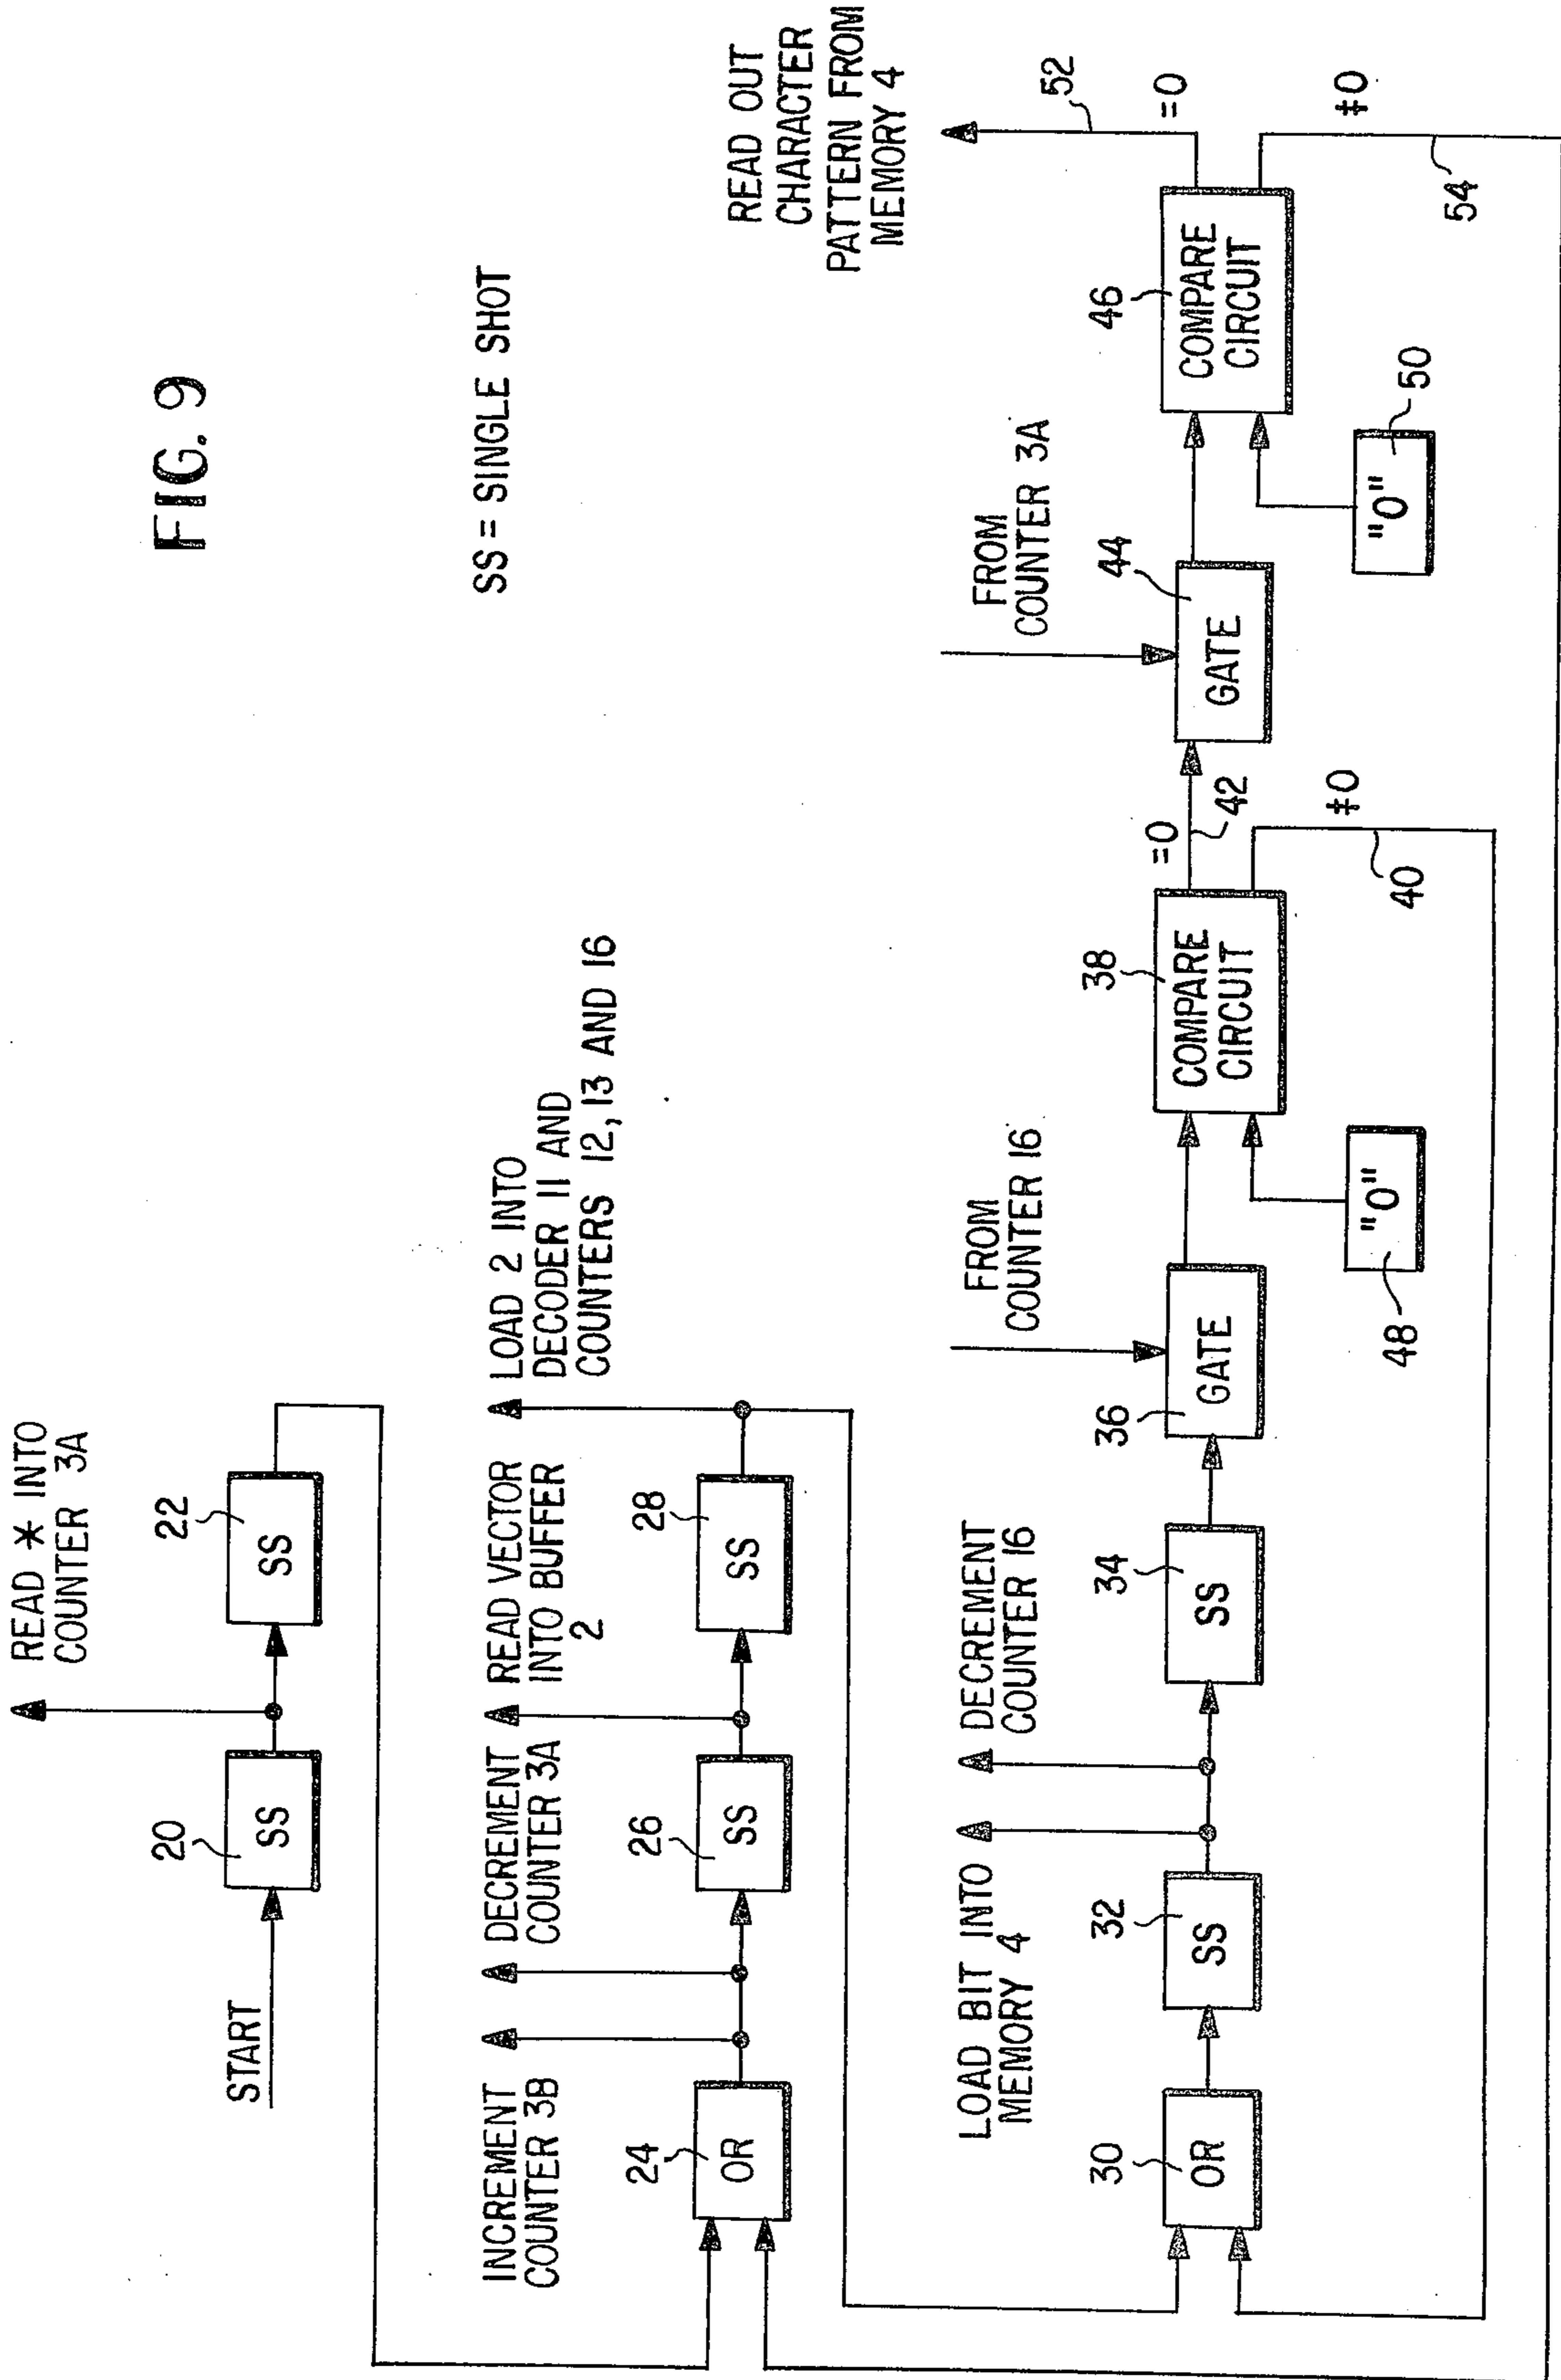 FIG. 9
SS = SINGLE SHOT
READ * INTO
COUNTER 3A
START
20
SS
22
SS
INCREMENT
COUNTER 3B
DECREMENT
COUNTER 3A
READ VECTOR
INTO BUFFER
2
LOAD 2 INTO
DECODER 11 AND
COUNTERS 12, 13 AND 16
24
OR
26
SS
28
SS
LOAD BIT INTO
MEMORY 4
DECREMENT
COUNTER 16
FROM
COUNTER 16
FROM
COUNTER 3A
READ OUT
CHARACTER
PATTERN FROM
MEMORY 4
30
OR
32
SS
34
SS
36
GATE
38
COMPARE
CIRCUIT
=0
42
≠0
40
"0"
48
44
GATE
46
COMPARE
CIRCUIT
"0"
50
52
=0
≠0
54